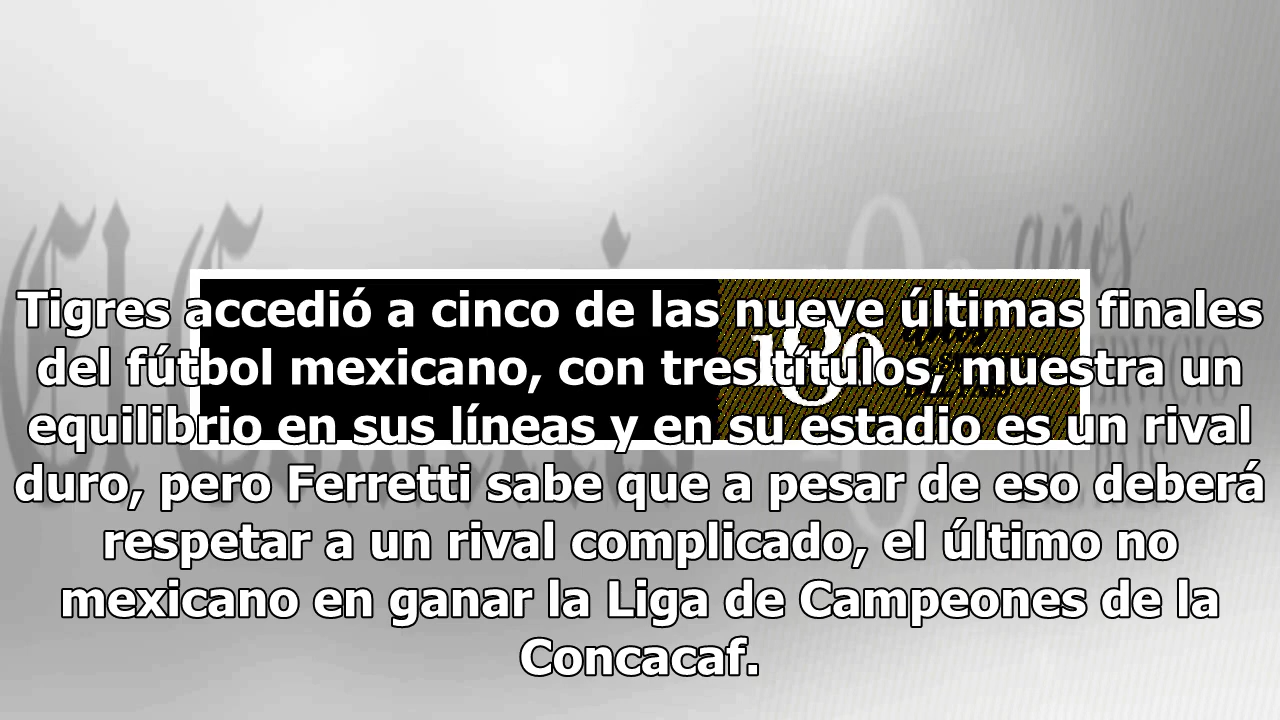 Tigres accedió a cinco de las nueve últimas finales
del fútbol mexicano, con tres títulos, muestra un
equilibrio en sus líneas y en su estadio es un rival
duro, pero Ferretti sabe que a pesar de eso deberá
respetar a un rival complicado, el último no
mexicano en ganar la Liga de Campeones de la
Concacaf.
años